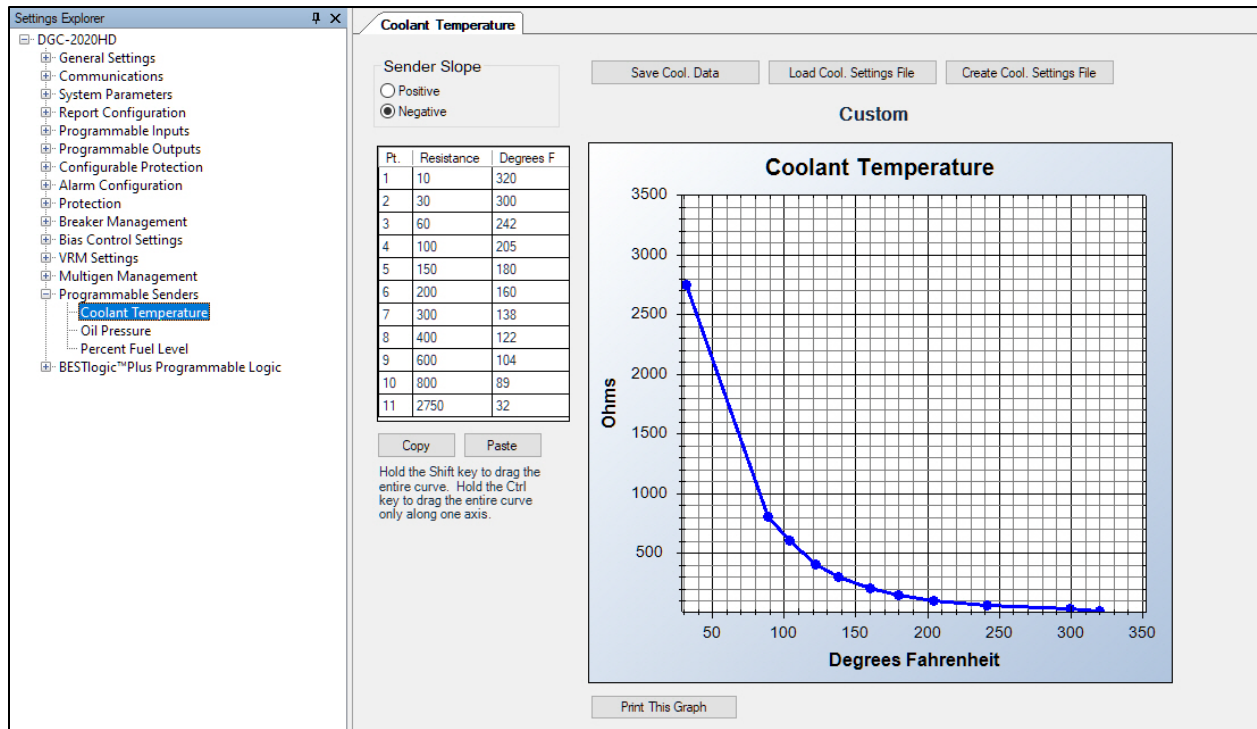 Settings Explorer
DGC-2020HD
General Settings
Communications
System Parameters
Report Configuration
Programmable Inputs
Programmable Outputs
Configurable Protection
Alarm Configuration
Protection
Breaker Management
Bias Control Settings
VRM Settings
Multigen Management
Programmable Senders
Coolant Temperature
Oil Pressure
Percent Fuel Level
BESTlogic™Plus Programmable Logic
Coolant Temperature
Sender Slope
Positive
Negative
Save Cool. Data
Load Cool. Settings File
Create Cool. Settings File
Custom
Pt. Resistance Degrees F
1 10 320
2 30 300
3 60 242
4 100 205
5 150 180
6 200 160
7 300 138
8 400 122
9 600 104
10 800 89
11 2750 32
Copy
Paste
Hold the Shift key to drag the
entire curve. Hold the Ctrl
key to drag the entire curve
only along one axis.
Coolant Temperature
3500
3000
2500
2000
1500
1000
500
Ohms
50 100 150 200 250 300 350
Degrees Fahrenheit
Print This Graph